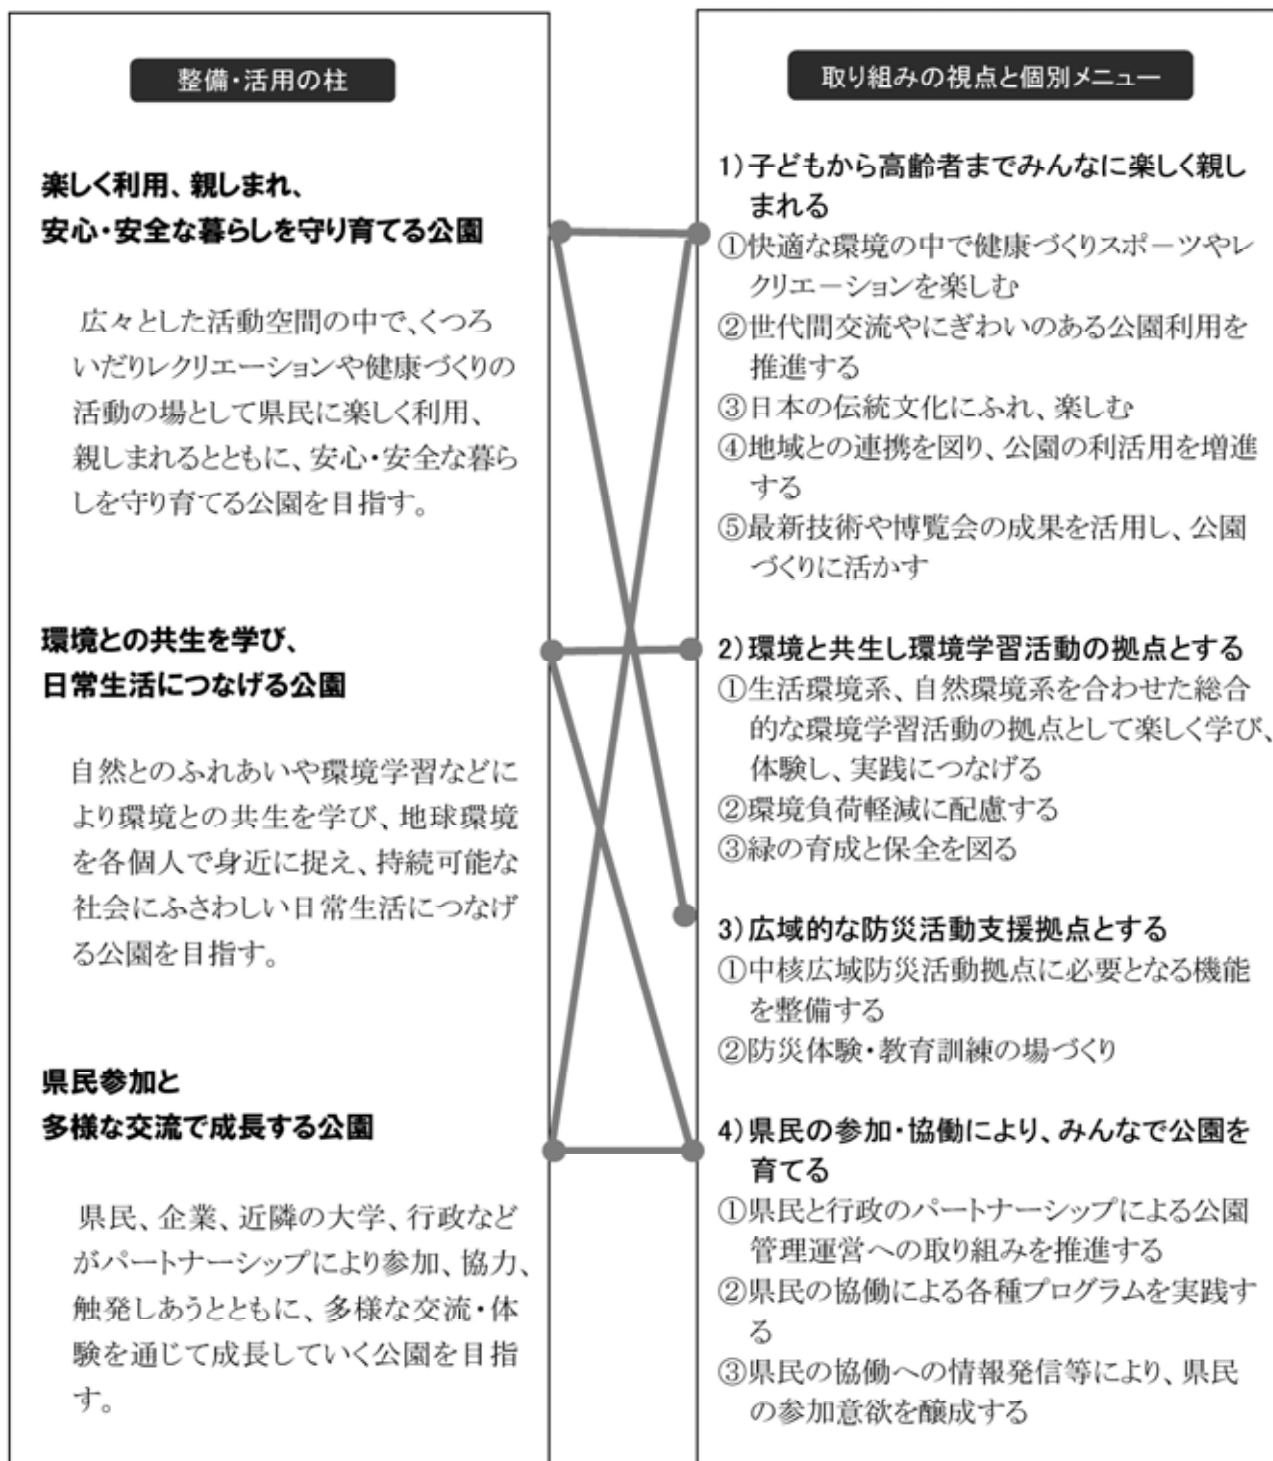 整備・活用の柱
楽しく利用、親しまれ、
安心・安全な暮らしを守り育てる公園
広々とした活動空間の中で、くつろ
いだりレクリエーションや健康づくりの
活動の場として県民に楽しく利用、
親しまれるとともに、安心・安全な暮ら
しを守り育てる公園を目指す。
環境との共生を学び、
日常生活につなげる公園
自然とのふれあいや環境学習などに
より環境との共生を学び、地球環境
を各個人で身近に捉え、持続可能な
社会にふさわしい日常生活につなげ
る公園を目指す。
県民参加と
多様な交流で成長する公園
県民、企業、近隣の大学、行政など
がパートナーシップにより参加、協力、
触発しあうとともに、多様な交流・体
験を通じて成長していく公園を目指
す。
取り組みの視点と個別メニュー
1)子どもから高齢者までみんなに楽しく親し
まれる
①快適な環境の中で健康づくりスポーツやレ
クリエーションを楽しむ
②世代間交流やにぎわいのある公園利用を
推進する
③日本の伝統文化にふれ、楽しむ
④地域との連携を図り、公園の利活用を増進
する
⑤最新技術や博覧会の成果を活用し、公園
づくりに活かす
2)環境と共生し環境学習活動の拠点とする
①生活環境系、自然環境系を合わせた総合
的な環境学習活動の拠点として楽しく学び、
体験し、実践につなげる
②環境負荷軽減に配慮する
③緑の育成と保全を図る
3)広域的な防災活動支援拠点とする
①中核広域防災活動拠点に必要となる機能
を整備する
②防災体験・教育訓練の場づくり
4)県民の参加・協働により、みんなで公園を
育てる
①県民と行政のパートナーシップによる公園
管理運営への取り組みを推進する
②県民の協働による各種プログラムを実践す
る
③県民の協働への情報発信等により、県民
の参加意欲を醸成する